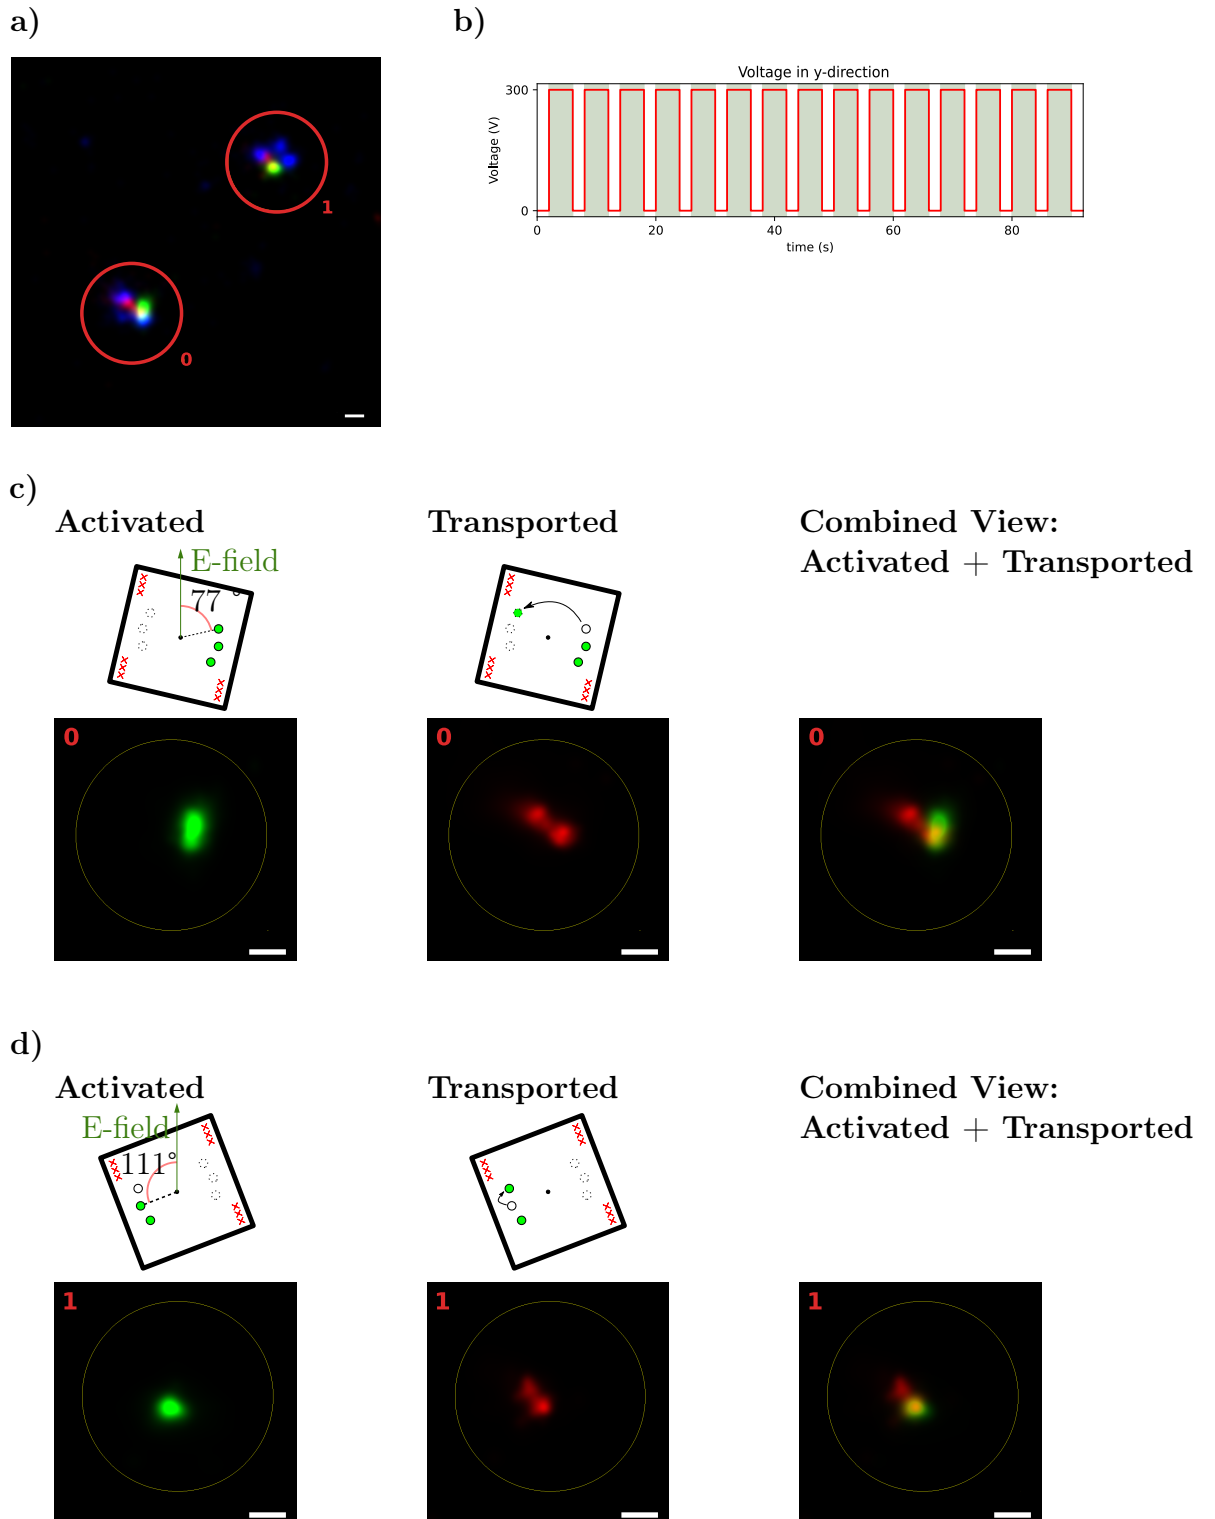 a)
b)
1
0
Voltage in y-direction
300
0
Voltage (V)
0
20
40
60
80
time (s)
c)
Activated
Transported
Combined View:
Activated + Transported
E-field
77 °
0
0
0
d)
Activated
Transported
Combined View:
Activated + Transported
E-field
111°
1
1
1